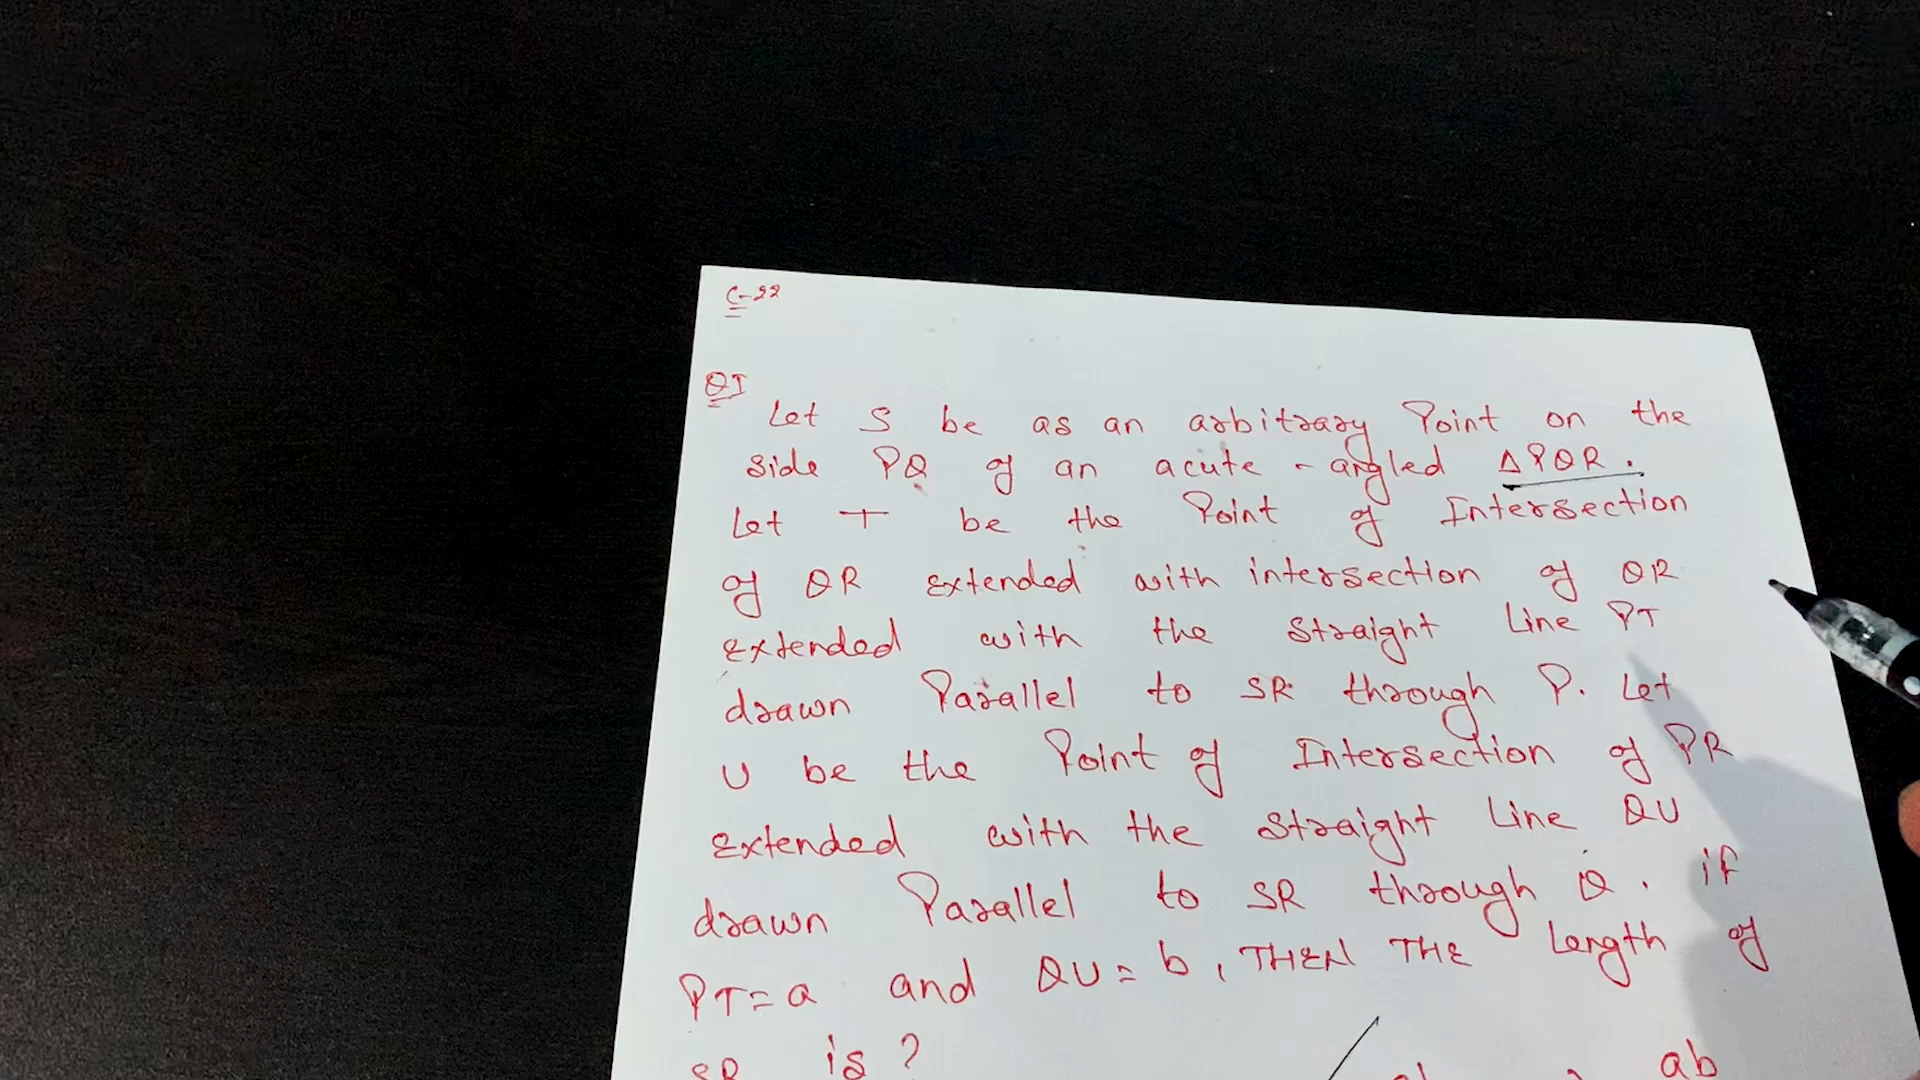 C-22
Q1
Let S be as an arbitrary Point on the
side PQ of an acute - angled ΔPQR.
Let T be the Point of Intersection
of QR extended with intersection of QR
extended with the straight Line PT
drawn Parallel to SR through P. Let
U be the Point of Intersection of PR
extended with the straight Line QU
drawn Parallel to SR through Q. if
PT = a and QU = b, THEN THE Length of
SR is ?
ab